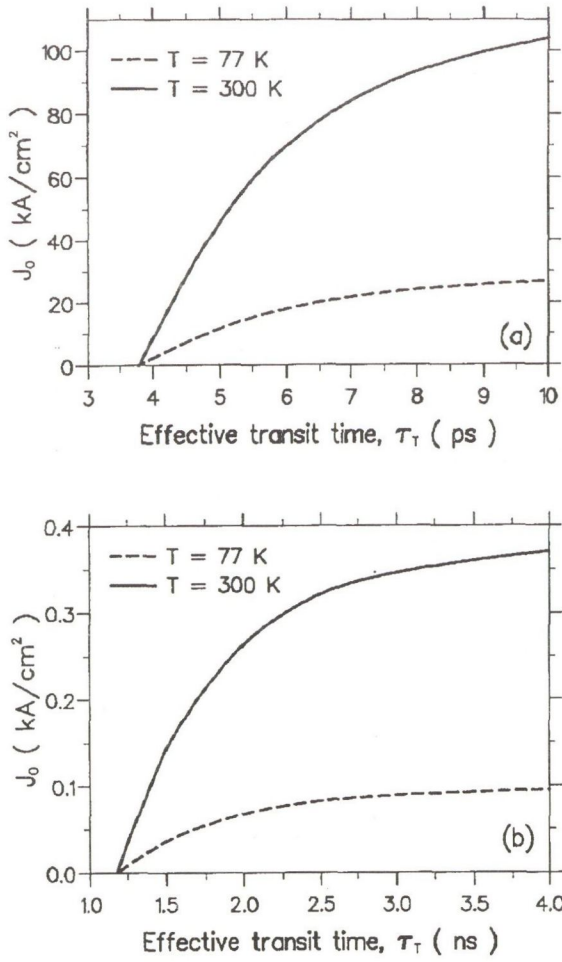 100
80
60
40
20
0
J₀ ( kA/cm² )
T = 77 K
T = 300 K
(a)
3 4 5 6 7 8 9 10
Effective transit time, τ_T ( ps )
0.4
0.3
0.2
0.1
0.0
J₀ ( kA/cm² )
T = 77 K
T = 300 K
(b)
1.0 1.5 2.0 2.5 3.0 3.5 4.0
Effective transit time, τ_T ( ns )